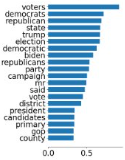 voters
democrats
republican
state
trump
election
democratic
biden
republicans
party
campaign
mr
said
vote
district
president
candidates
primary
gop
county
0.0 0.5